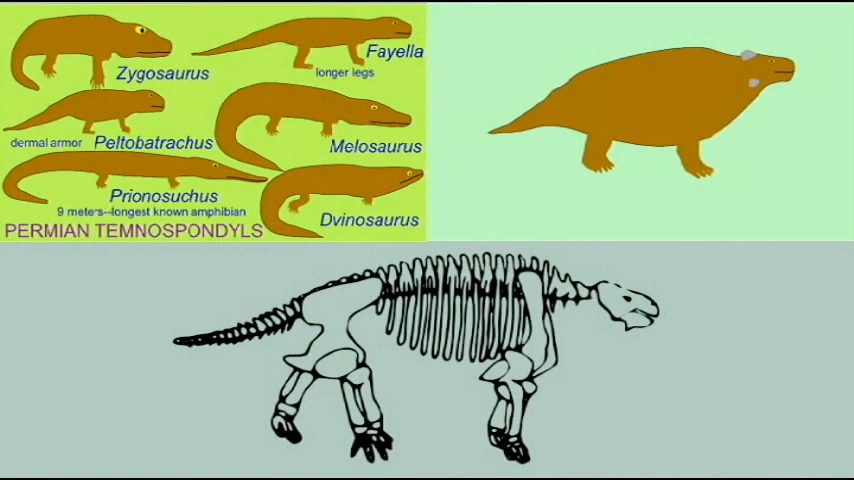 Zygosaurus
Fayella
longer legs
dermal armor
Peltobatrachus
Melosaurus
Prionosuchus
9 meters--longest known amphibian
Dvinosaurus
PERMIAN TEMNOSPONDYLS